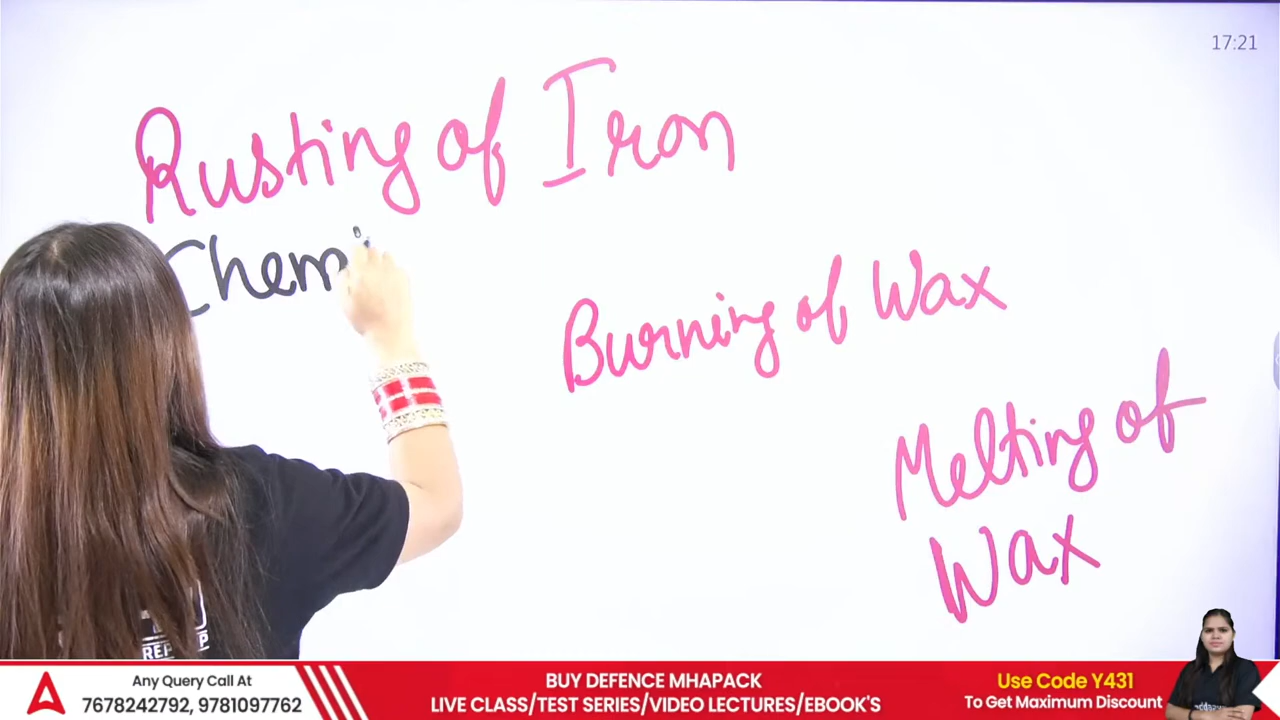 17:21
Rusting of Iron
Chem
Burning of Wax
Melting of
Wax
Any Query Call At
7678242792, 9781097762
BUY DEFENCE MHAPACK
LIVE CLASS/TEST SERIES/VIDEO LECTURES/EBOOK'S
Use Code Y431
To Get Maximum Discount